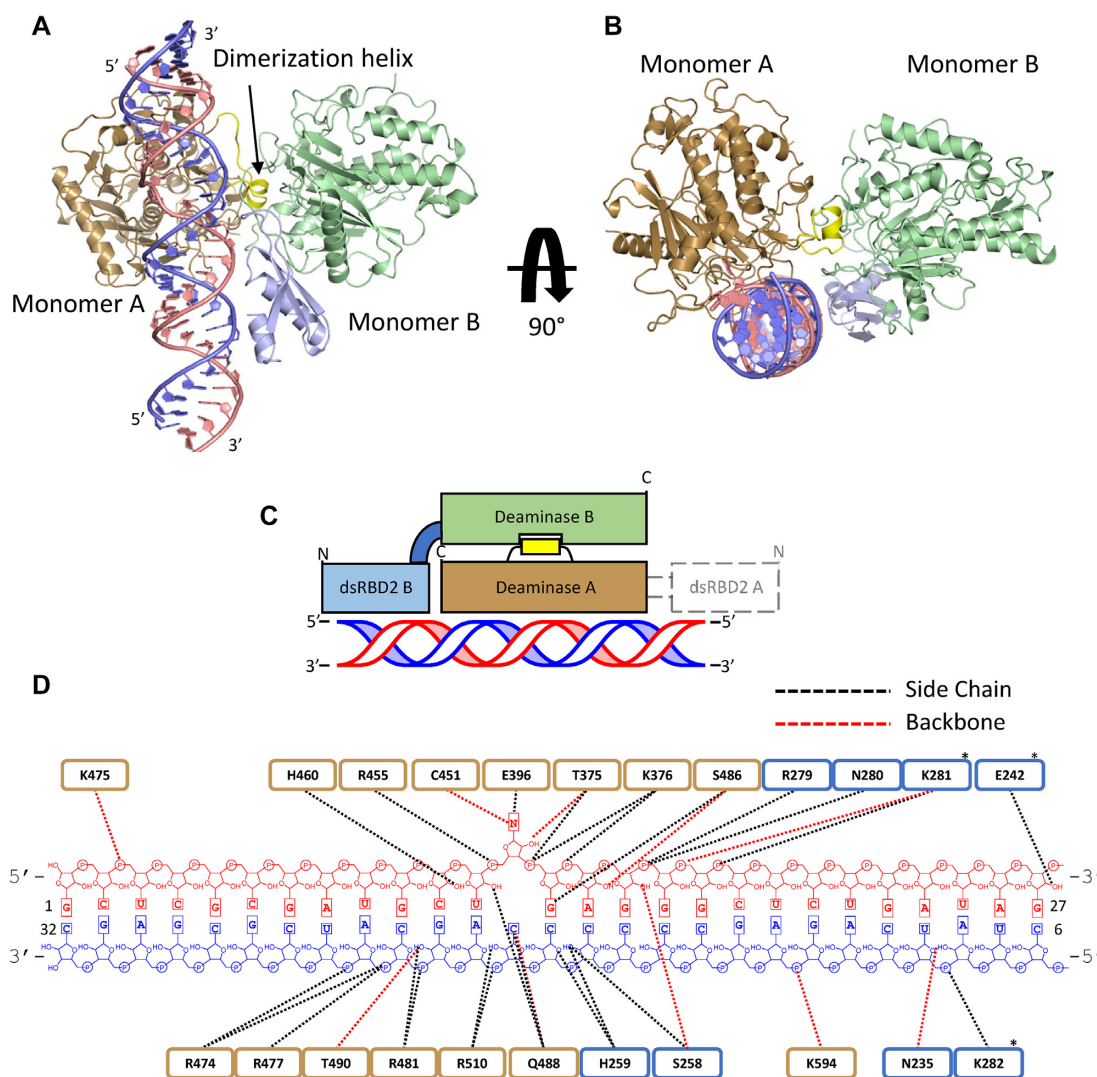 A
B
3’
5’
Dimerization helix
Monomer A
Monomer B
5’
3’
90°
Monomer A
Monomer B
C
C
Deaminase B
N
C
N
dsRBD2 B
Deaminase A
dsRBD2 A
5’
5’
3’
3’
D
Side Chain
Backbone
K475 H460 R455 C451 E396 T375 K376 S486 R279 N280 K281 * E242 *
N
5' 3'
1 G C U C G C G A U G C U G A G G G C U C U G A U A G 27
32 C G A G C G C U A C G A C C C C C C G A G A C U A U C 6
3' 5'
R474 R477 T490 R481 R510 Q488 H259 S258 K594 N235 K282 *